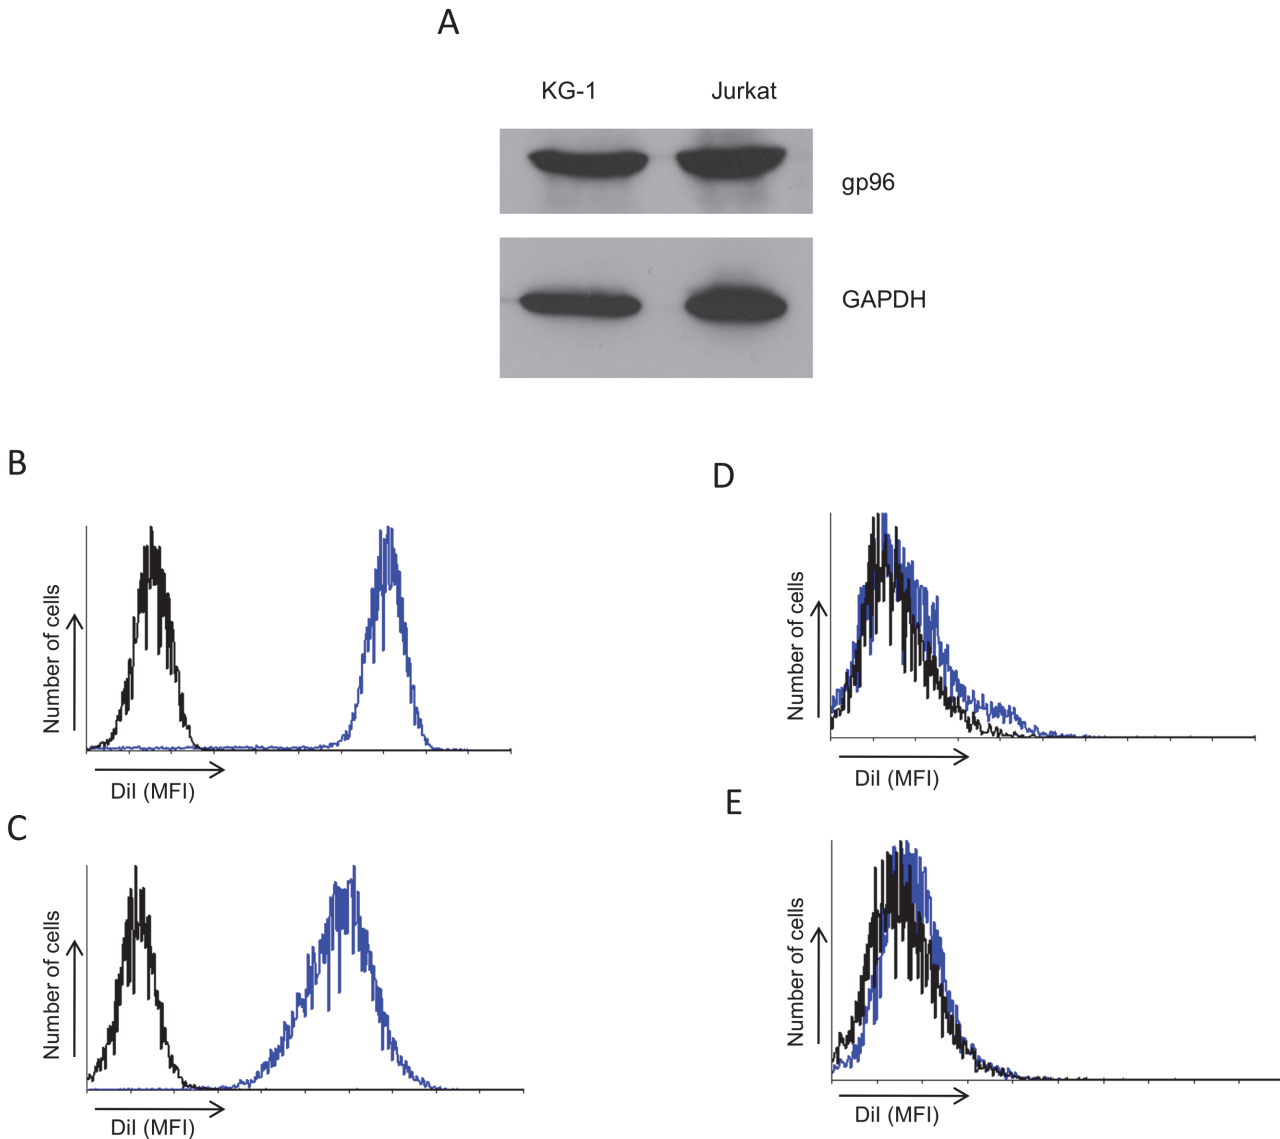 A
KG-1 Jurkat
gp96
GAPDH
B
Number of cells
DiI (MFI)
C
Number of cells
DiI (MFI)
D
Number of cells
DiI (MFI)
E
Number of cells
DiI (MFI)